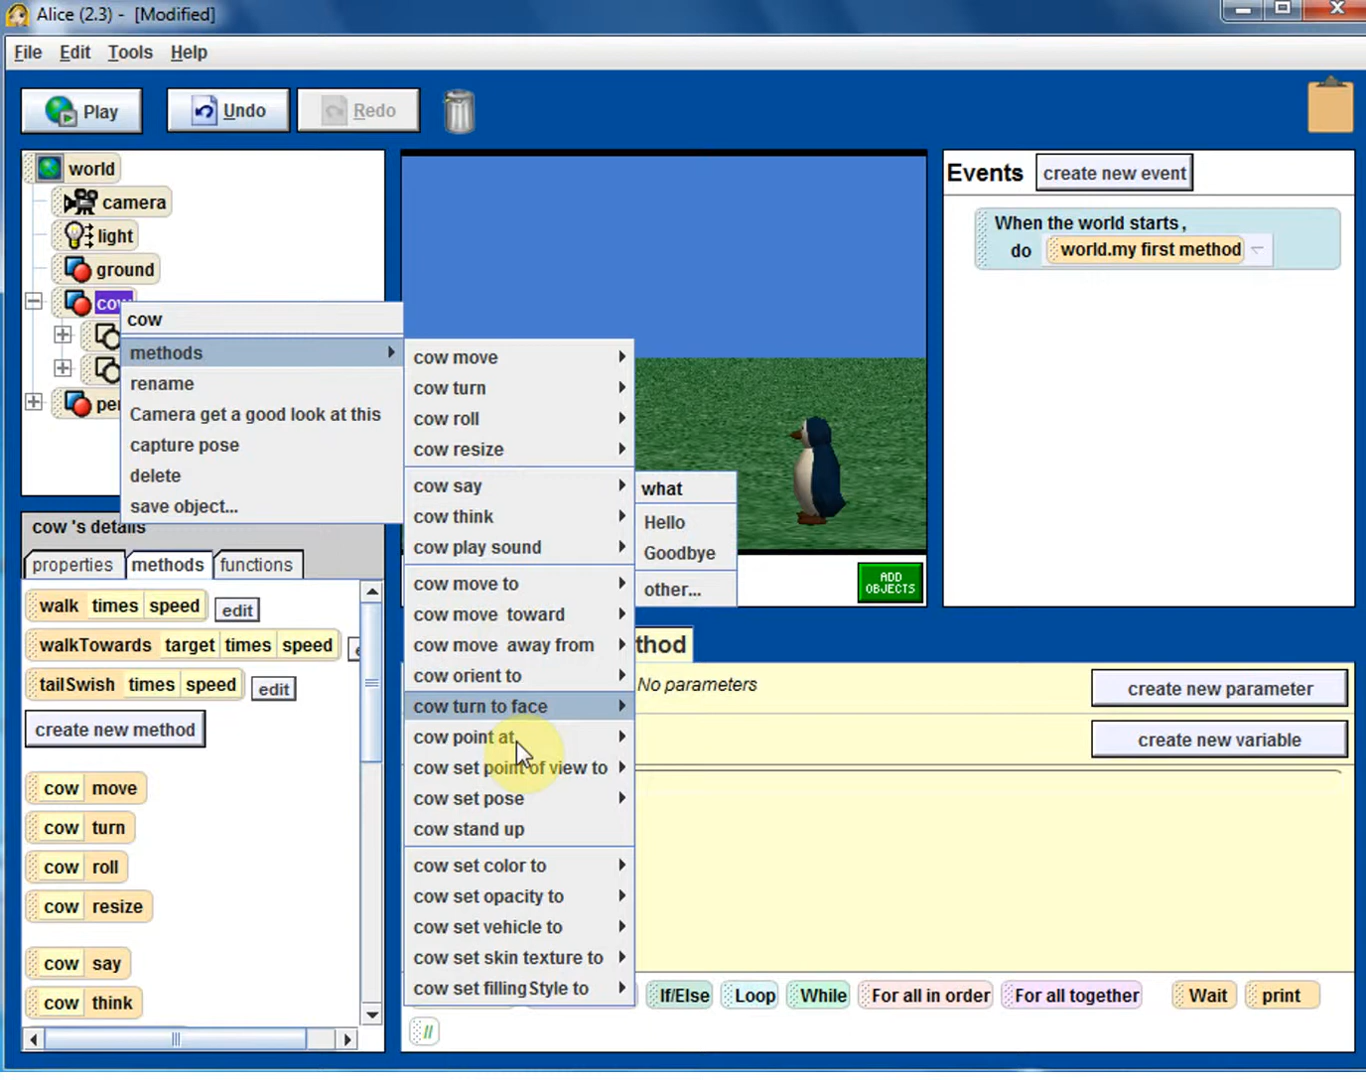 Alice (2.3) - [Modified]
File Edit Tools Help
Play Undo Redo
world
camera
light
ground
cow
per
cow
methods
rename
Camera get a good look at this
capture pose
delete
save object...
cow move
cow turn
cow roll
cow resize
cow say
cow think
cow play sound
cow move to
cow move toward
cow move away from
cow orient to
cow turn to face
cow point at
cow set point of view to
cow set pose
cow stand up
cow set color to
cow set opacity to
cow set vehicle to
cow set skin texture to
cow set fillingStyle to
what
Hello
Goodbye
other...
ADD
OBJECTS
Events create new event
When the world starts,
do world.my first method
cow 's details
properties methods functions
walk times speed edit
walkTowards target times speed e
tailSwish times speed edit
create new method
cow move
cow turn
cow roll
cow resize
cow say
cow think
thod
No parameters
create new parameter
create new variable
If/Else Loop While For all in order For all together Wait print
//